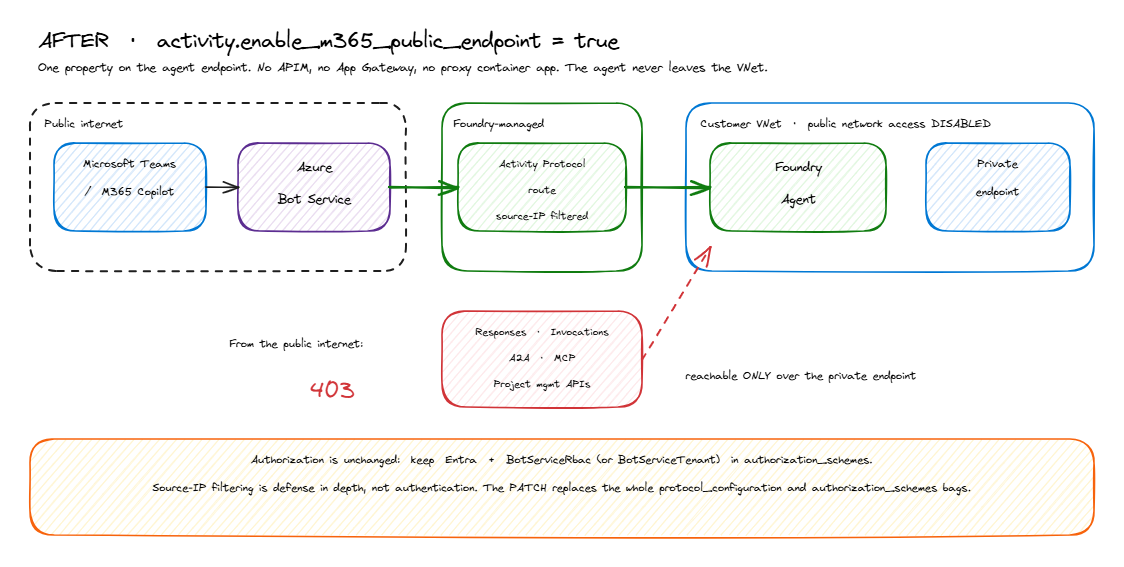 AFTER · activity.enable_m365_public_endpoint = true
One property on the agent endpoint. No APIM, no App Gateway, no proxy container app. The agent never leaves the VNet.
Public internet
Microsoft Teams
/ M365 Copilot
Azure
Bot Service
Foundry-managed
Activity Protocol
route
source-IP filtered
Customer VNet · public network access DISABLED
Foundry
Agent
Private
endpoint
From the public internet:
403
Responses · Invocations
A2A · MCP
Project mgmt APIs
reachable ONLY over the private endpoint
Authorization is unchanged: keep Entra + BotServiceRbac (or BotServiceTenant) in authorization_schemes.
Source-IP filtering is defense in depth, not authentication. The PATCH replaces the whole protocol_configuration and authorization_schemes bags.